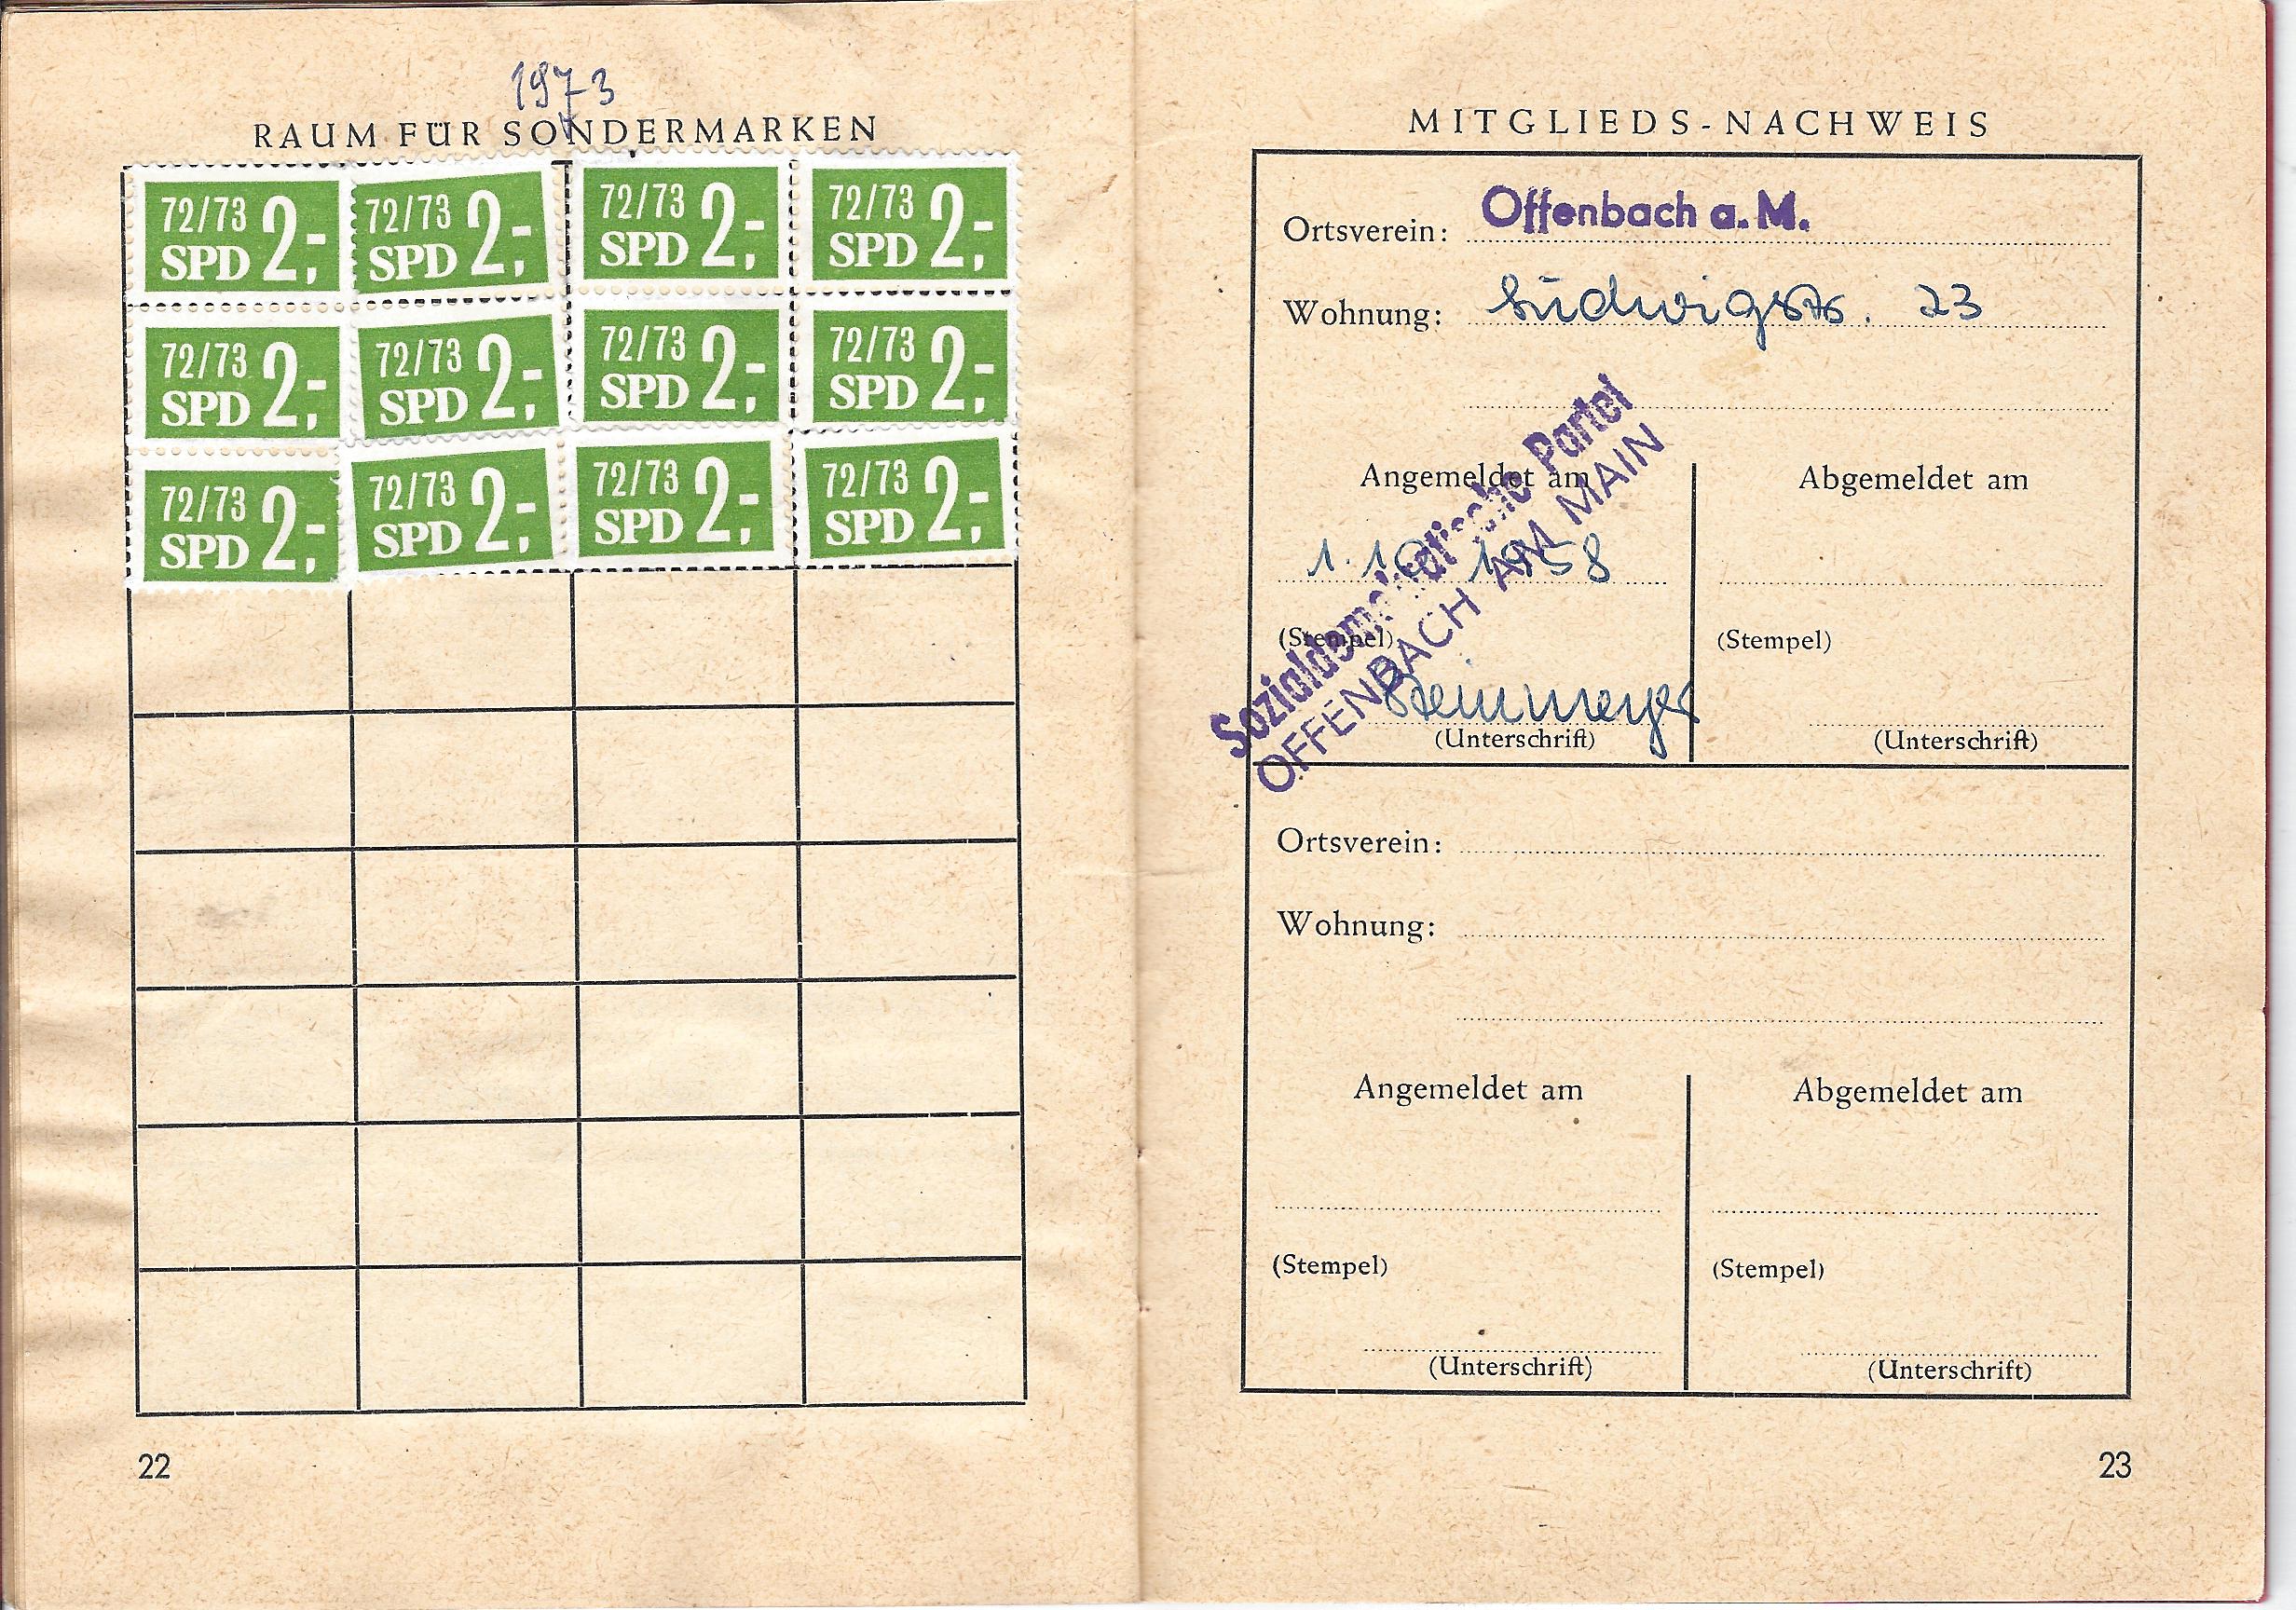 1973
RAUM FÜR SONDERMARKEN
72/73 SPD 2,-
72/73 SPD 2,-
72/73 SPD 2,-
72/73 SPD 2,-
72/73 SPD 2,-
72/73 SPD 2,-
72/73 SPD 2,-
72/73 SPD 2,-
72/73 SPD 2,-
72/73 SPD 2,-
72/73 SPD 2,-
72/73 SPD 2,-
22
MITGLIEDS-NACHWEIS
Ortsverein: Offenbach a. M.
Wohnung: Ludwigstr. 23
Angemeldet am
Abgemeldet am
1. 10 1958
Sozialdemokratische Partei
OFFENBACH AM MAIN
(Stempel)
(Stempel)
Steinmeyer
(Unterschrift)
(Unterschrift)
Ortsverein:
Wohnung:
Angemeldet am
Abgemeldet am
(Stempel)
(Stempel)
(Unterschrift)
(Unterschrift)
23